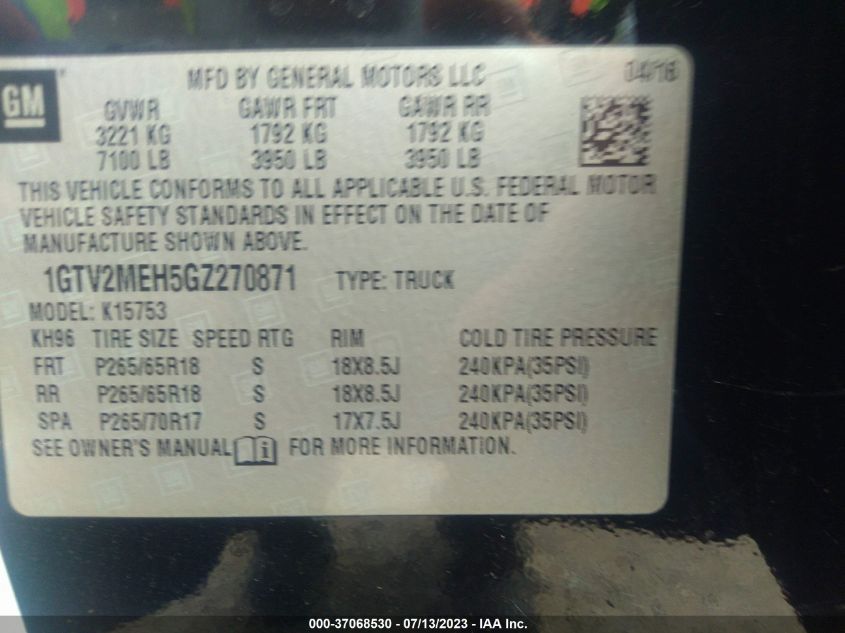 GM
MFD BY GENERAL MOTORS LLC 04/16
GVWR GAWR FRT GAWR RR
3221 KG 1792 KG 1792 KG
7100 LB 3950 LB 3950 LB
THIS VEHICLE CONFORMS TO ALL APPLICABLE U.S. FEDERAL MOTOR
VEHICLE SAFETY STANDARDS IN EFFECT ON THE DATE OF
MANUFACTURE SHOWN ABOVE.
1GTV2MEH5GZ270871 TYPE: TRUCK
MODEL: K15753
KH96 TIRE SIZE SPEED RTG RIM COLD TIRE PRESSURE
FRT P265/65R18 S 18X8.5J 240KPA(35PSI)
RR P265/65R18 S 18X8.5J 240KPA(35PSI)
SPA P265/70R17 S 17X7.5J 240KPA(35PSI)
SEE OWNER'S MANUAL FOR MORE INFORMATION.
000-37068530 - 07/13/2023 - IAA Inc.